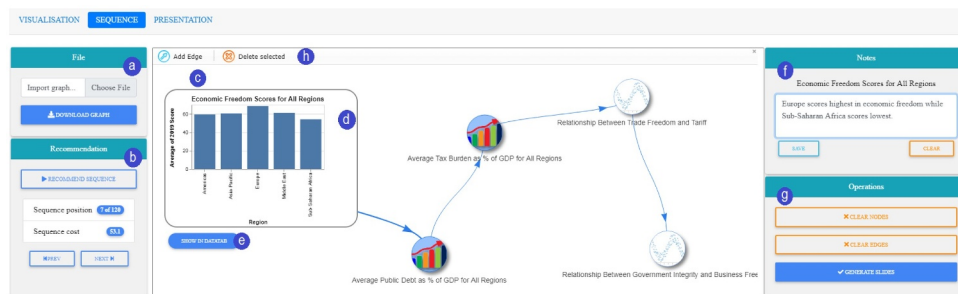 VISUALISATION SEQUENCE PRESENTATION
File
a
Import graph... Choose File
DOWNLOAD GRAPH
Recommendation
b
RECOMMEND SEQUENCE
Sequence position 7 of 120
Sequence cost 53.1
PREV NEXT
Add Edge Delete selected h
×
c
Economic Freedom Scores for All Regions
d
Average of 2019 Score
60
40
20
0
Americas
Asia-Pacific
Europe
Middle East
Sub-Saharan Africa
Region
SHOW IN DATATAB e
Relationship Between Trade Freedom and Tariff
Average Tax Burden as % of GDP for All Regions
Average Public Debt as % of GDP for All Regions
Relationship Between Government Integrity and Business Free
Notes
f
Economic Freedom Scores for All Regions
Europe scores highest in economic freedom while
Sub-Saharan Africa scores lowest.
SAVE CLEAR
Operations
g
CLEAR NODES
CLEAR EDGES
GENERATE SLIDES